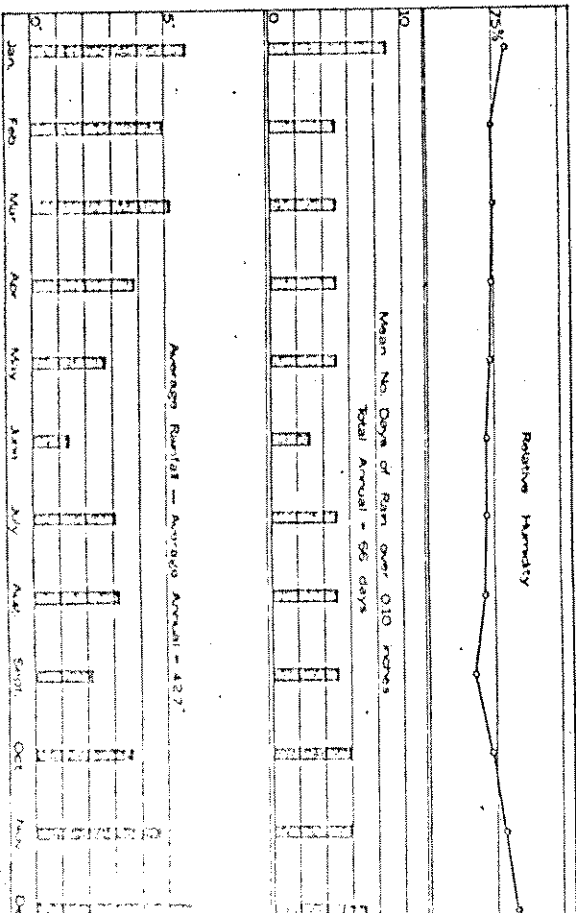 Relative Humidity
75%
Mean No. Days of Rain over 0.10 inches
Total Annual - 66 days
10
0
Average Rainfall - Average Annual - 42.7"
5"
0"
Jan. Feb Mar Apr May June July Aug. Sept. Oct Nov